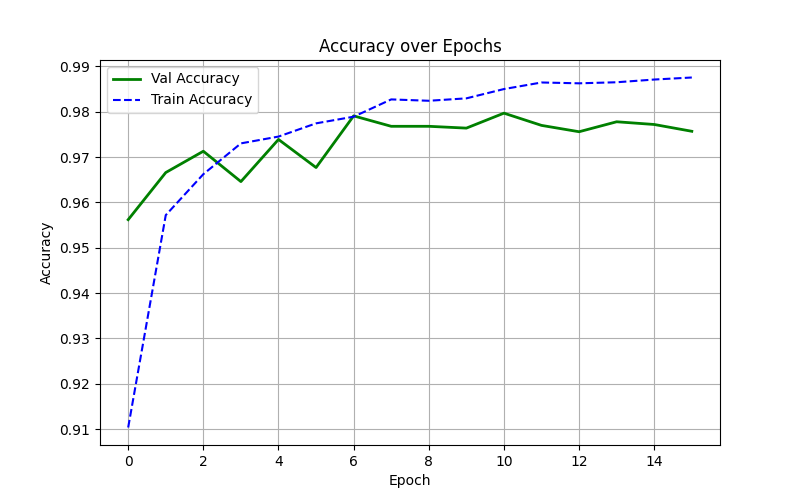 Accuracy over Epochs
Val Accuracy
Train Accuracy
0.99
0.98
0.97
0.96
0.95
0.94
0.93
0.92
0.91
Accuracy
0 2 4 6 8 10 12 14
Epoch